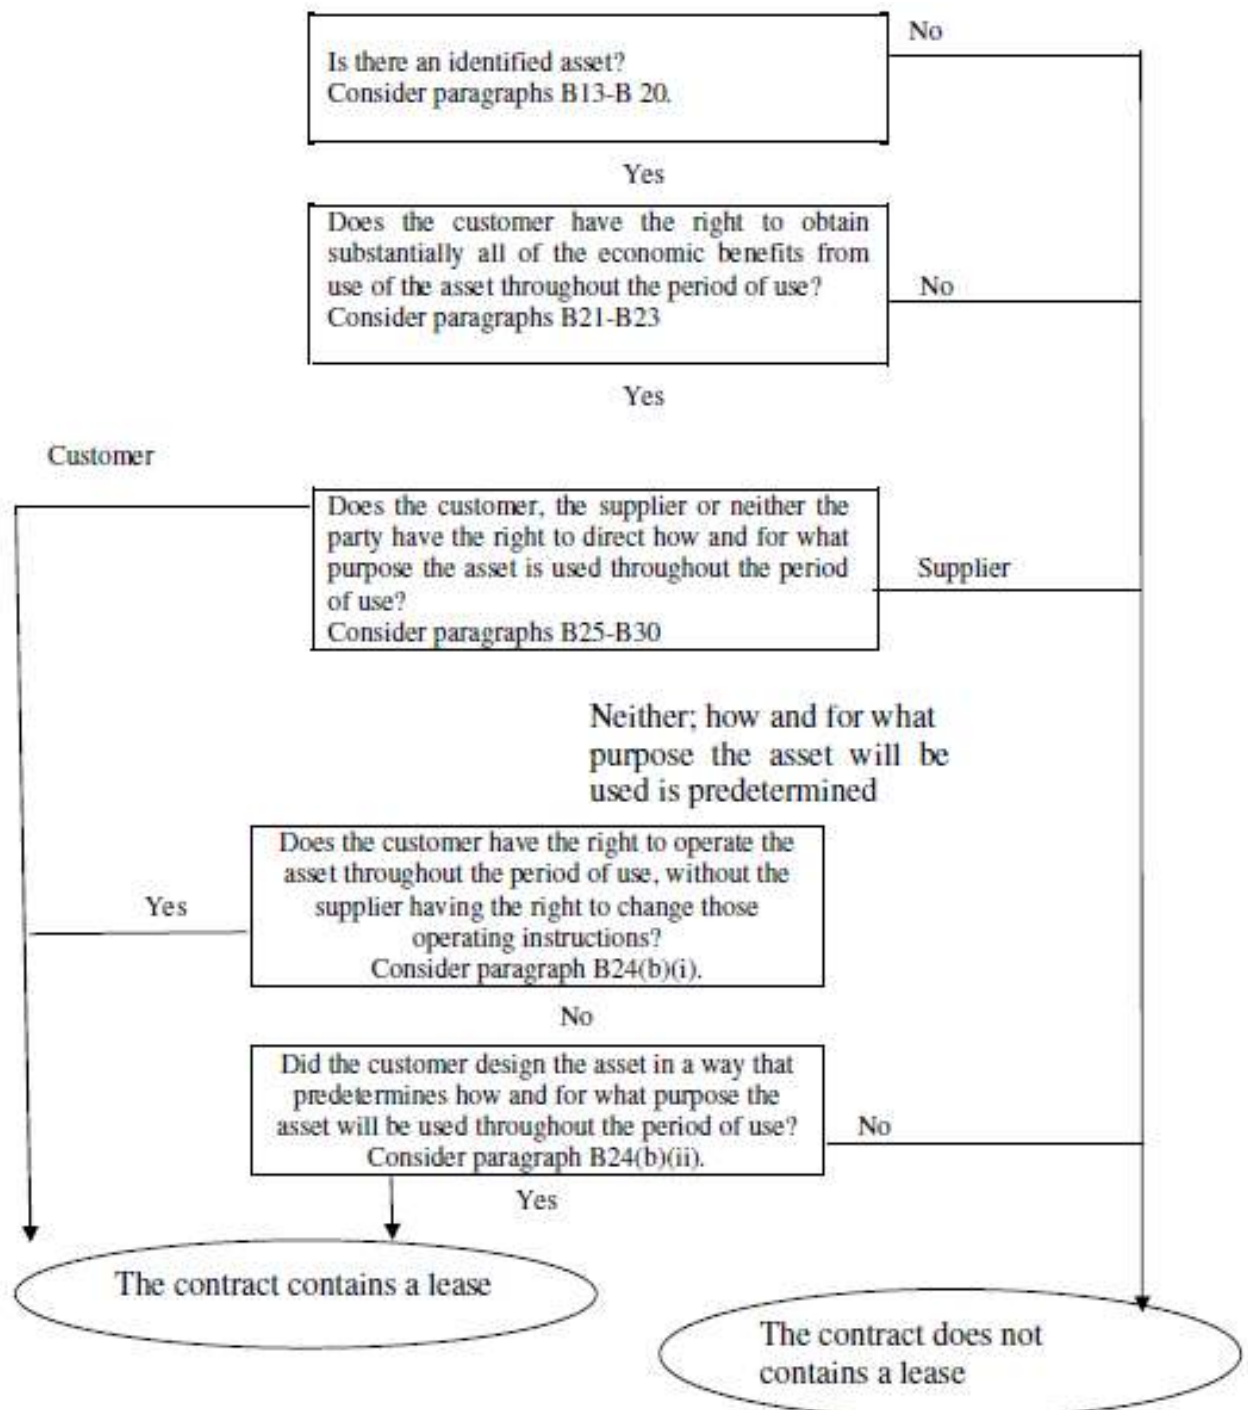 No
Is there an identified asset?
Consider paragraphs B13-B 20.
Yes
Does the customer have the right to obtain
substantially all of the economic benefits from
use of the asset throughout the period of use?
Consider paragraphs B21-B23
No
Yes
Customer
Does the customer, the supplier or neither the
party have the right to direct how and for what
purpose the asset is used throughout the period
of use?
Consider paragraphs B25-B30
Supplier
Neither; how and for what
purpose the asset will be
used is predetermined
Does the customer have the right to operate the
asset throughout the period of use, without the
supplier having the right to change those
operating instructions?
Consider paragraph B24(b)(i).
Yes
No
Did the customer design the asset in a way that
predetermines how and for what purpose the
asset will be used throughout the period of use?
Consider paragraph B24(b)(ii).
No
Yes
The contract contains a lease
The contract does not
contains a lease